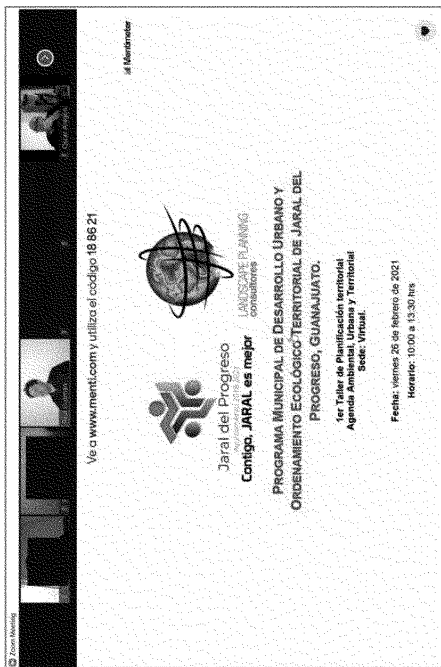 Zoom Meeting
Ve a www.menti.com y utiliza el código 18 86 21
Mentimeter
Jaral del Progreso
Contigo, JARAL es mejor
LANDSCAPE PLANNING
consultores
PROGRAMA MUNICIPAL DE DESARROLLO URBANO Y
ORDENAMIENTO ECOLÓGICO TERRITORIAL DE JARAL DEL
PROGRESO, GUANAJUATO.
1er Taller de Planificación territorial
Agenda Ambiental, Urbana y Territorial
Sede: Virtual.
Fecha: viernes 26 de febrero de 2021
Horario: 10:00 a 13:30 hrs